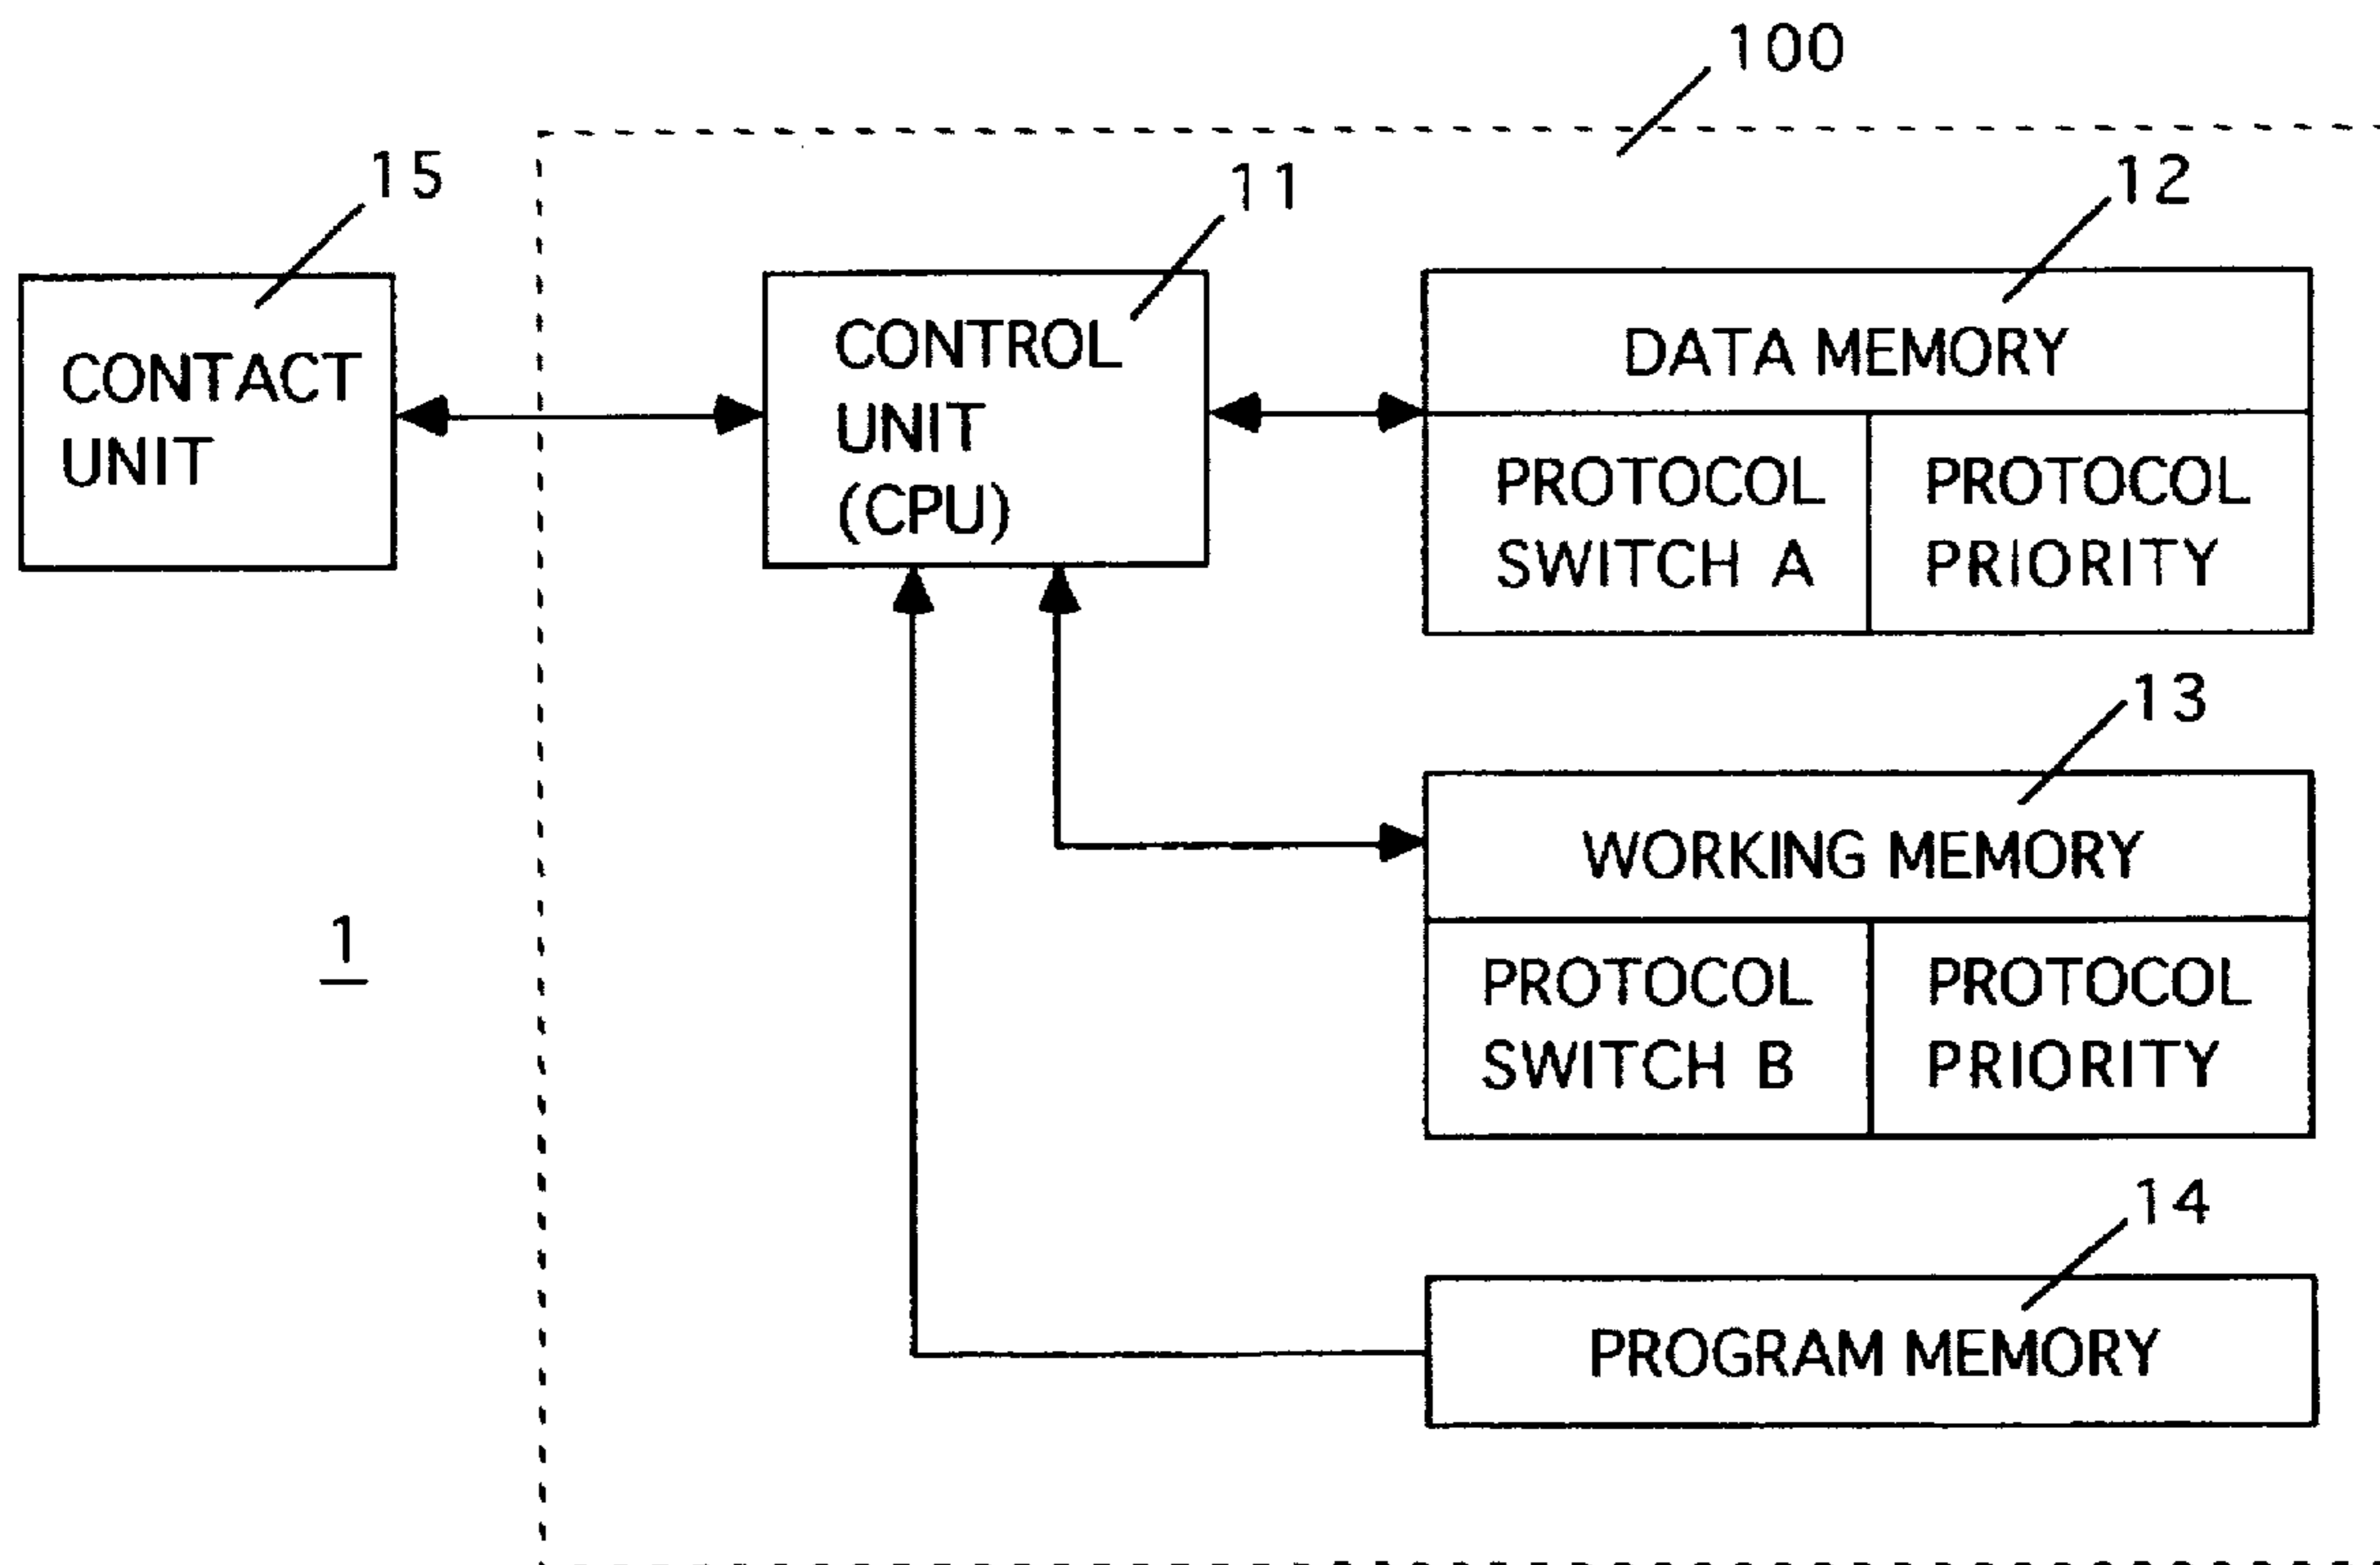 100
15
11
12
CONTACT
UNIT
CONTROL
UNIT
(CPU)
DATA MEMORY
PROTOCOL
SWITCH A
PROTOCOL
PRIORITY
13
WORKING MEMORY
PROTOCOL
SWITCH B
PROTOCOL
PRIORITY
1
14
PROGRAM MEMORY